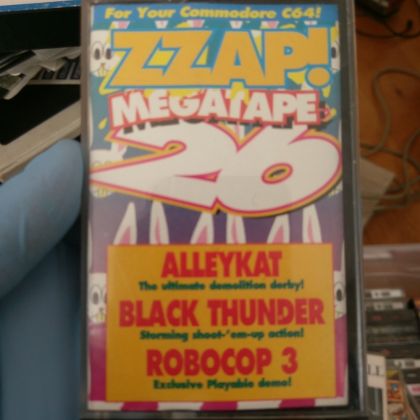 For Your Commodore C64!
ZZAP!
MEGATAPE
26
ALLEYKAT
The ultimate demolition derby!
BLACK THUNDER
Storming shoot-'em-up action!
ROBOCOP 3
Exclusive Playable demo!